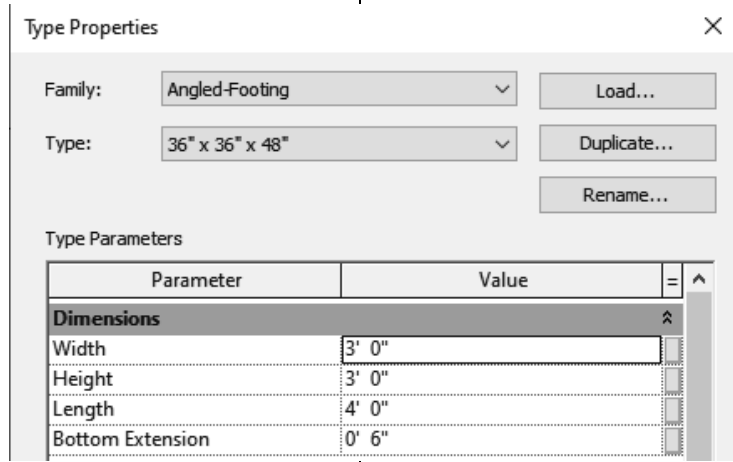 Type Properties
Family: Angled-Footing Load...
Type: 36" x 36" x 48" Duplicate...
Rename...
Type Parameters
Parameter Value =
Dimensions
Width 3' 0"
Height 3' 0"
Length 4' 0"
Bottom Extension 0' 6"